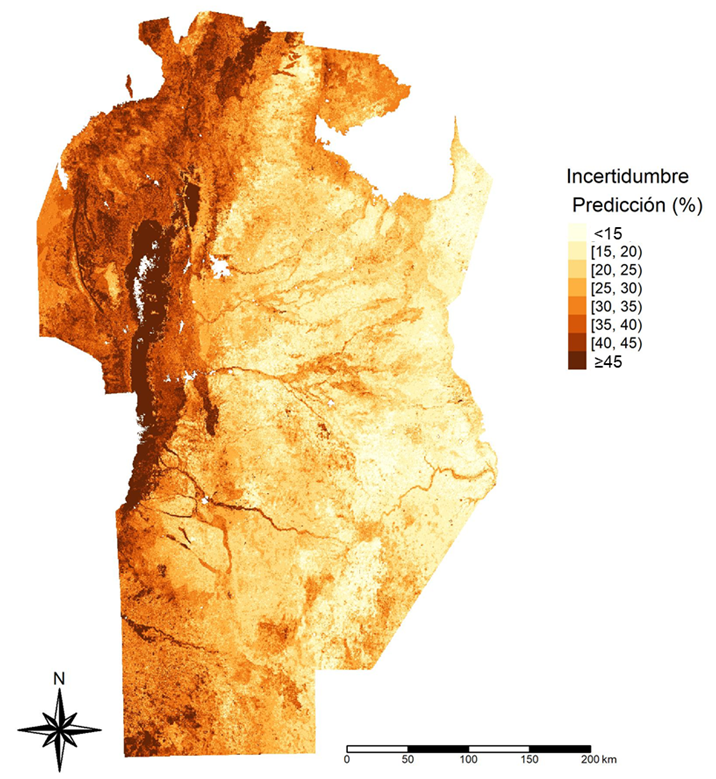 Incertidumbre
Predicción (%)
<15
[15, 20)
[20, 25)
[25, 30)
[30, 35)
[35, 40)
[40, 45)
≥45
N
0 50 100 150 200 km